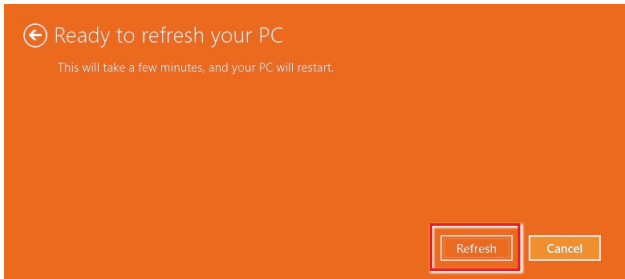 Ready to refresh your PC
This will take a few minutes, and your PC will restart.
Refresh
Cancel